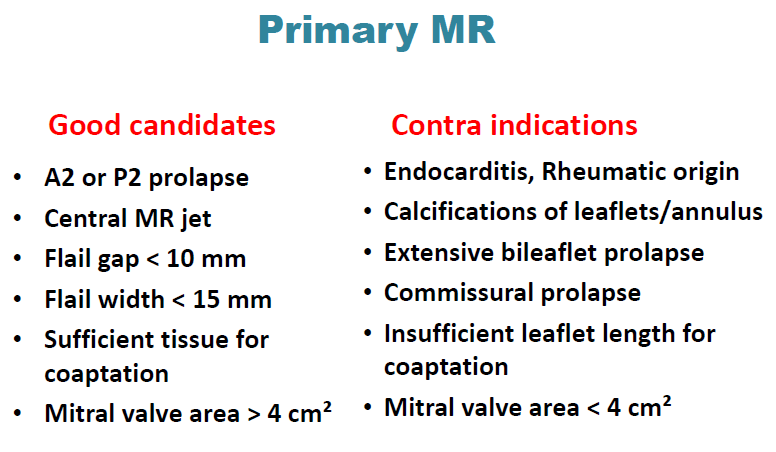 Primary MR
Good candidates
• A2 or P2 prolapse
• Central MR jet
• Flail gap < 10 mm
• Flail width < 15 mm
• Sufficient tissue for
coaptation
• Mitral valve area > 4 cm²
Contra indications
• Endocarditis, Rheumatic origin
• Calcifications of leaflets/annulus
• Extensive bileaflet prolapse
• Commissural prolapse
• Insufficient leaflet length for
coaptation
• Mitral valve area < 4 cm²